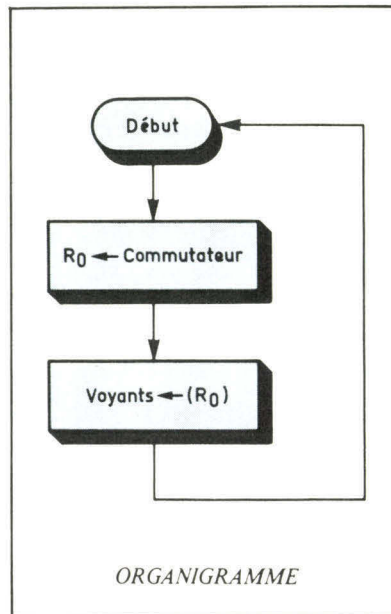 Début
R₀ ← Commutateur
Voyants ← (R₀)
ORGANIGRAMME